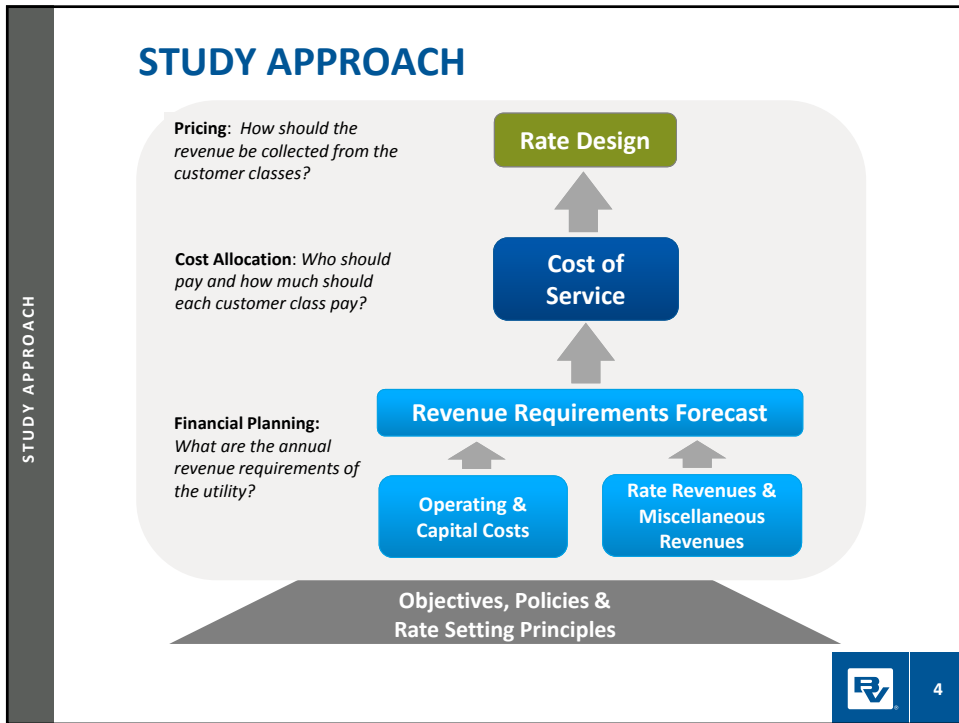 STUDY APPROACH
STUDY APPROACH
Pricing: How should the
revenue be collected from the
customer classes?
Rate Design
Cost Allocation: Who should
pay and how much should
each customer class pay?
Cost of
Service
Financial Planning:
What are the annual
revenue requirements of
the utility?
Revenue Requirements Forecast
Operating &
Capital Costs
Rate Revenues &
Miscellaneous
Revenues
Objectives, Policies &
Rate Setting Principles
BV
4